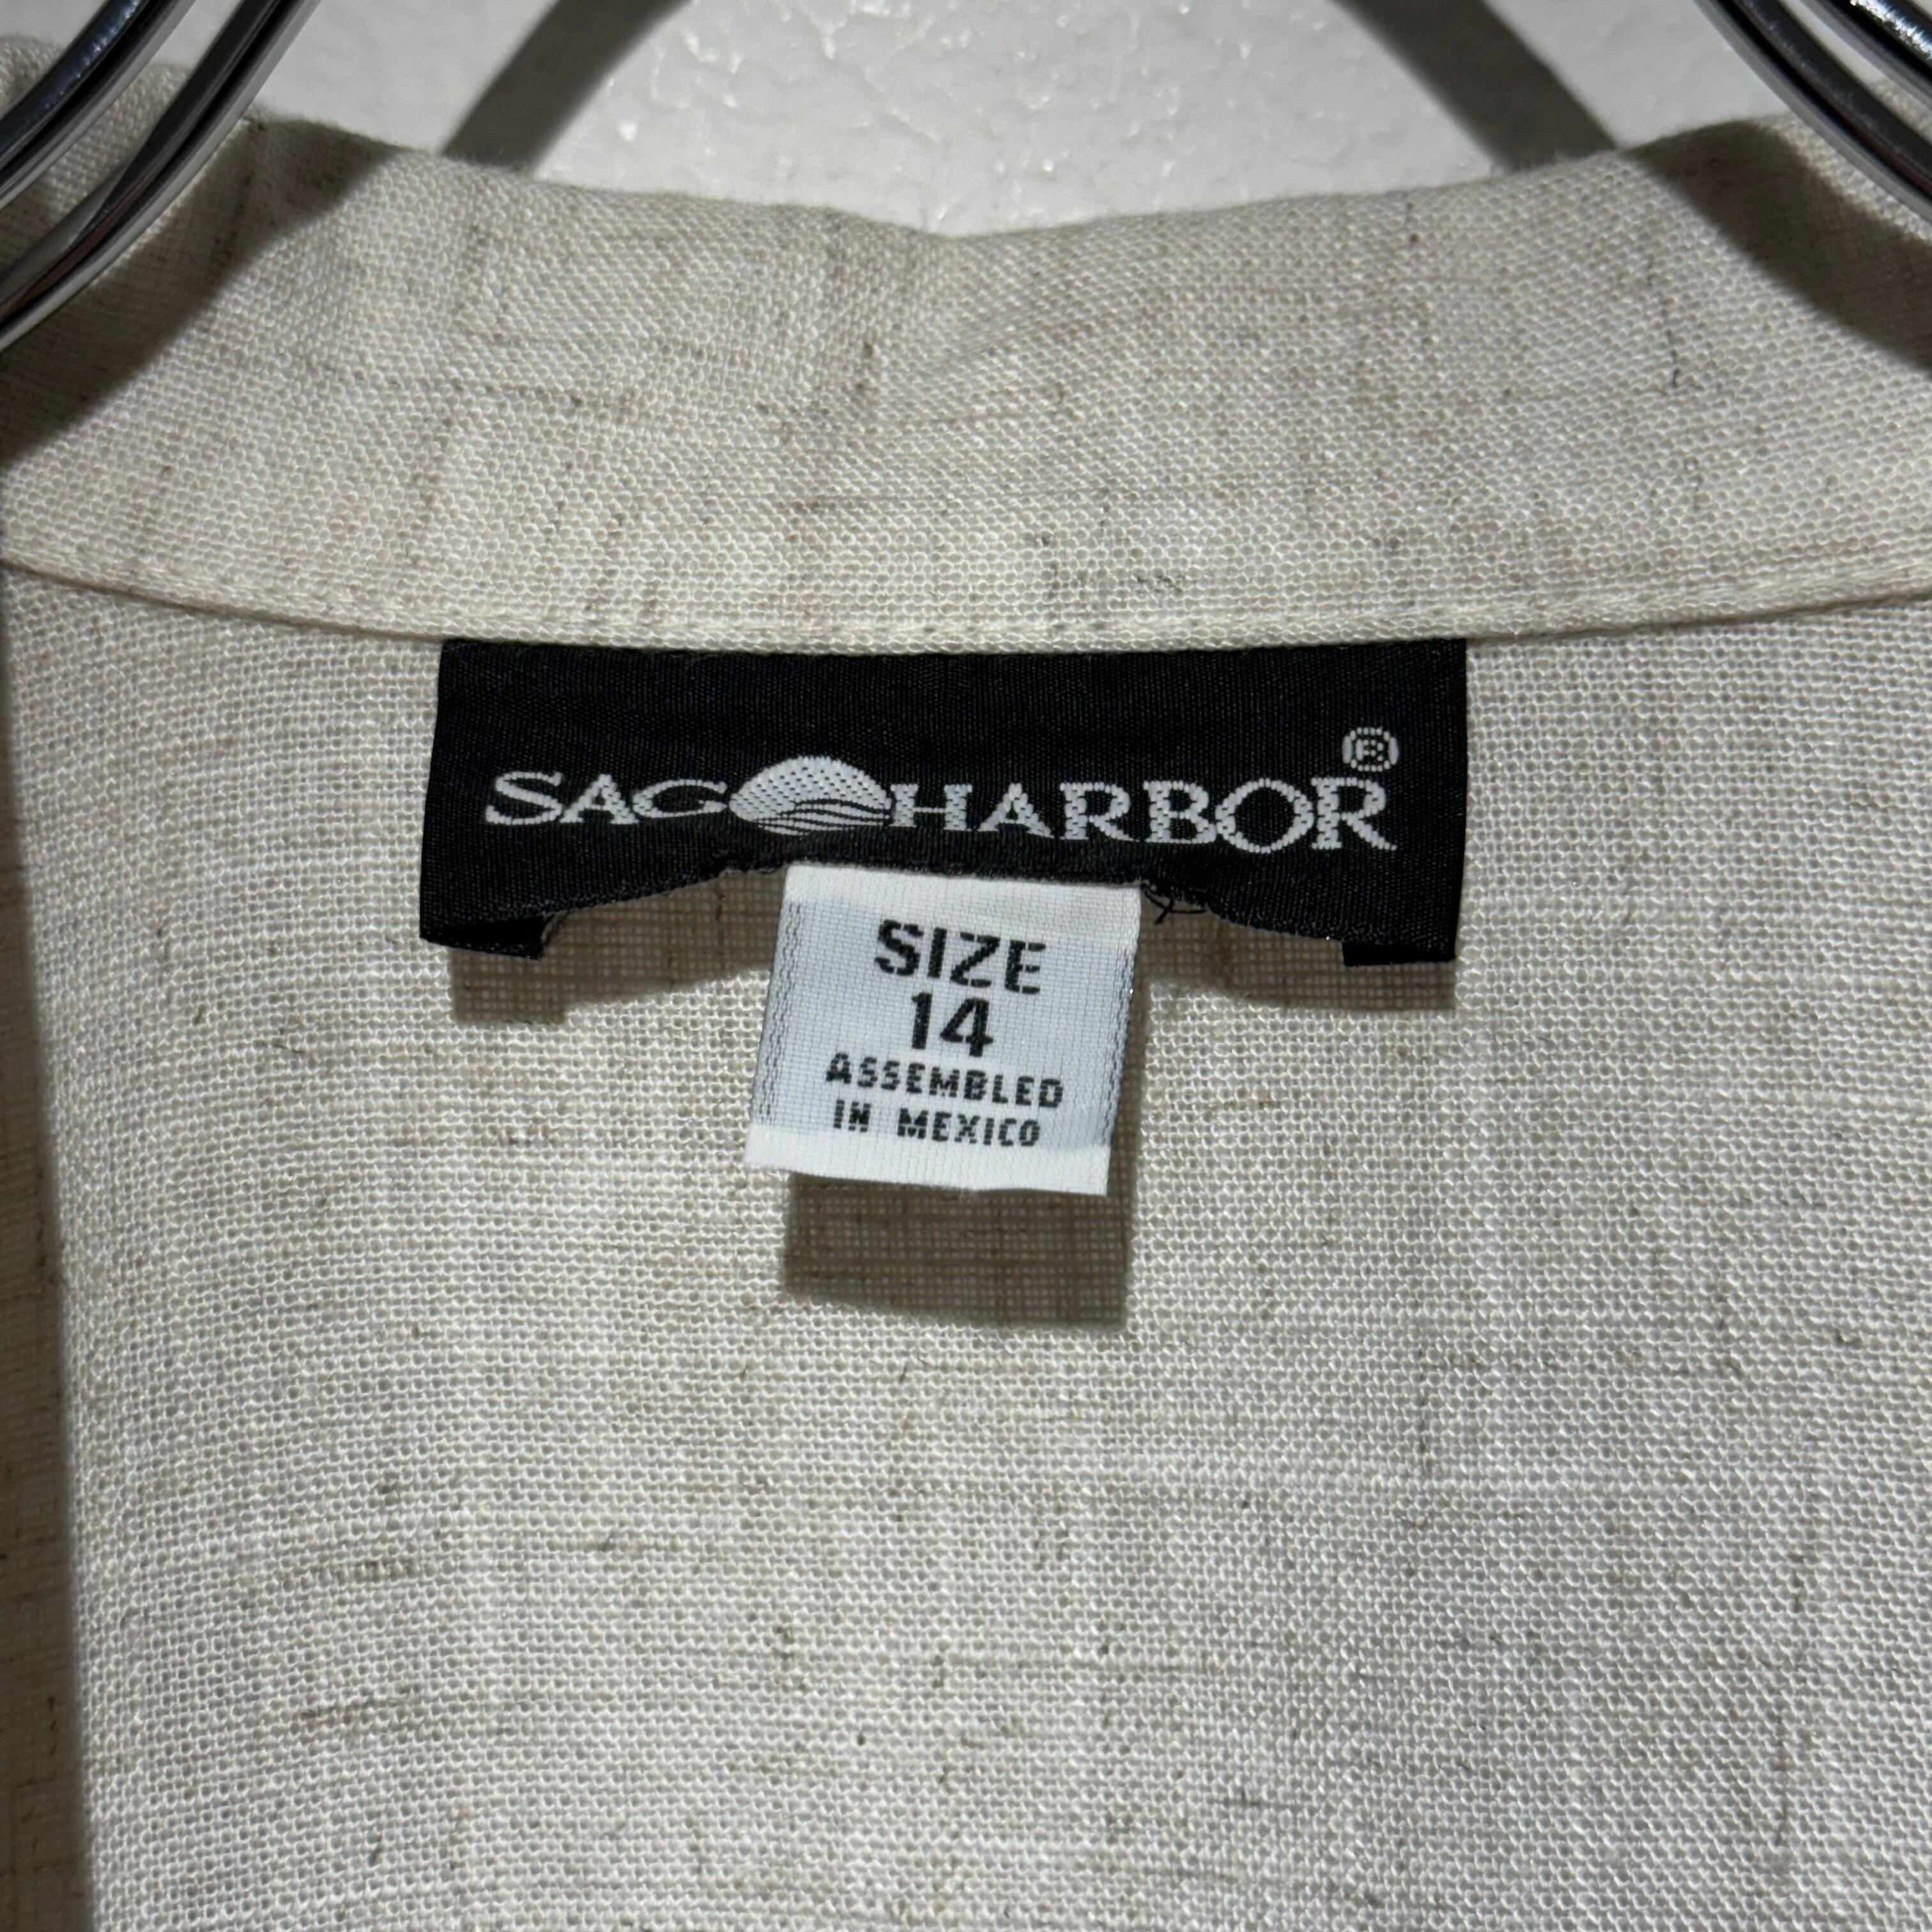 SAG HARBOR®
SIZE
14
ASSEMBLED
IN MEXICO